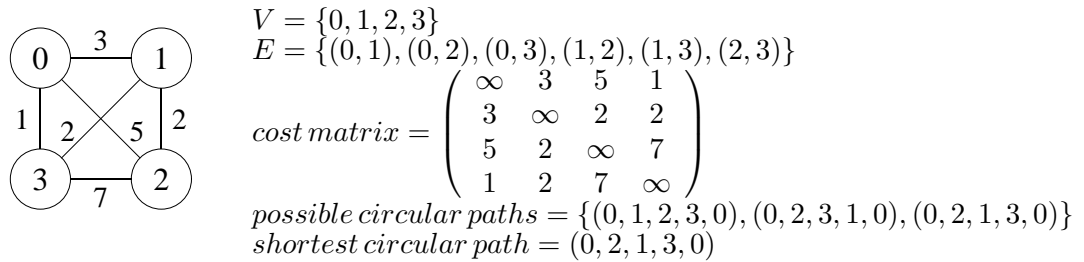 0 3 1
1 2 5 2
3 7 2
V = {0, 1, 2, 3}
E = {(0, 1), (0, 2), (0, 3), (1, 2), (1, 3), (2, 3)}
cost matrix = ( ∞ 3 5 1
3 ∞ 2 2
5 2 ∞ 7
1 2 7 ∞ )
possible circular paths = {(0, 1, 2, 3, 0), (0, 2, 3, 1, 0), (0, 2, 1, 3, 0)}
shortest circular path = (0, 2, 1, 3, 0)